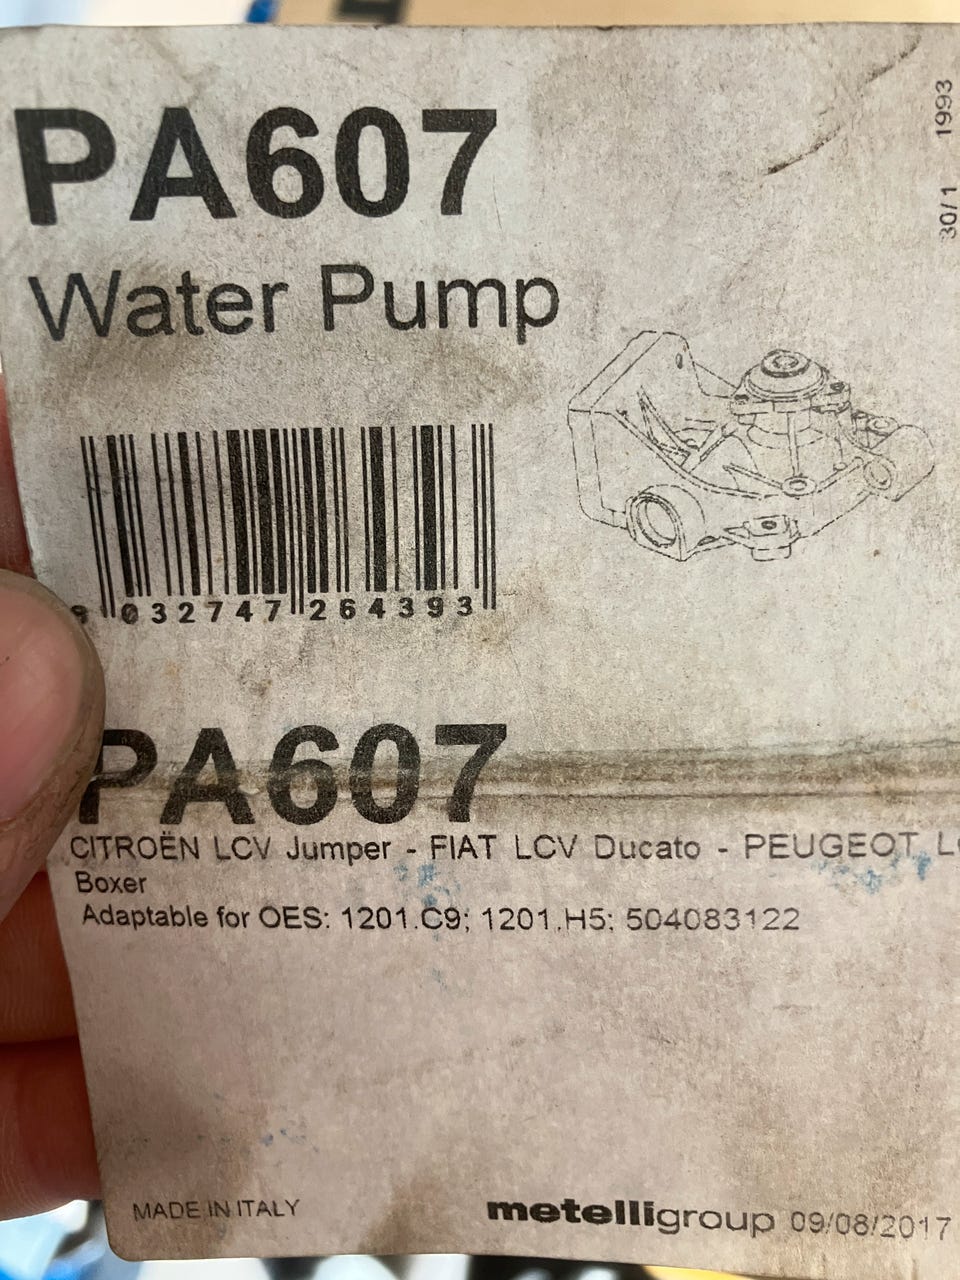 PA607
Water Pump
30/1 1993
8 032747 264393
PA607
CITROËN LCV Jumper - FIAT LCV Ducato - PEUGEOT
Boxer
Adaptable for OES: 1201.C9; 1201.H5; 504083122
MADE IN ITALY
metelligroup 09/08/2017